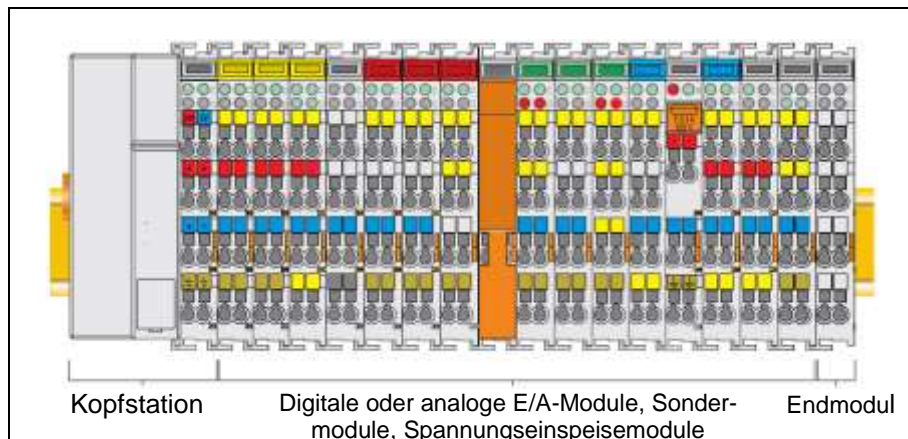 Kopfstation
Digitale oder analoge E/A-Module, Sonder-
module, Spannungseinspeisemodule
Endmodul